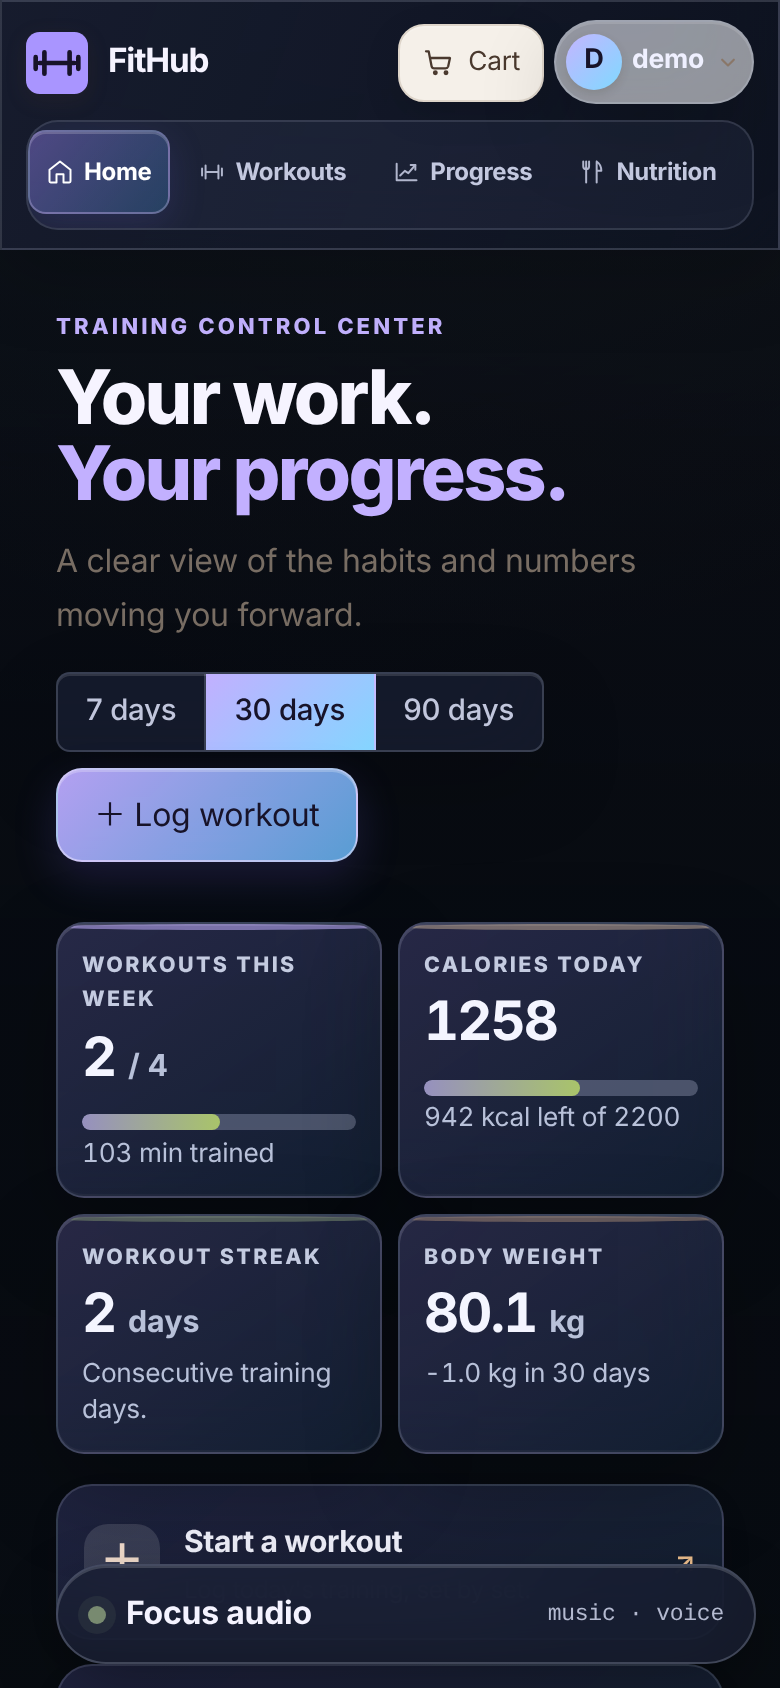 FitHub
Cart
D
demo
Home
Workouts
Progress
Nutrition
TRAINING CONTROL CENTER
Your work.
Your progress.
A clear view of the habits and numbers
moving you forward.
7 days
30 days
90 days
+ Log workout
WORKOUTS THIS
WEEK
2 / 4
103 min trained
CALORIES TODAY
1258
942 kcal left of 2200
WORKOUT STREAK
2 days
Consecutive training
days.
BODY WEIGHT
80.1 kg
-1.0 kg in 30 days
Start a workout
Focus audio
music · voice